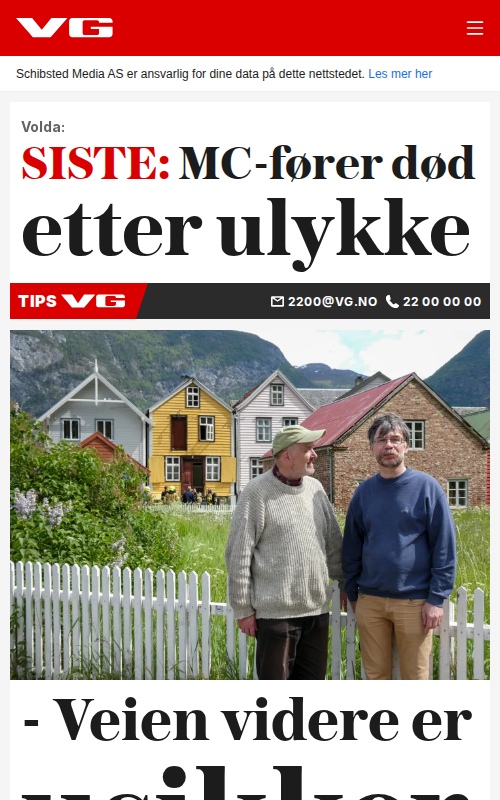 VG
Schibsted Media AS er ansvarlig for dine data på dette nettstedet. Les mer her
Volda:
SISTE: MC-fører død
etter ulykke
TIPS VG 2200@VG.NO 22 00 00 00
- Veien videre er